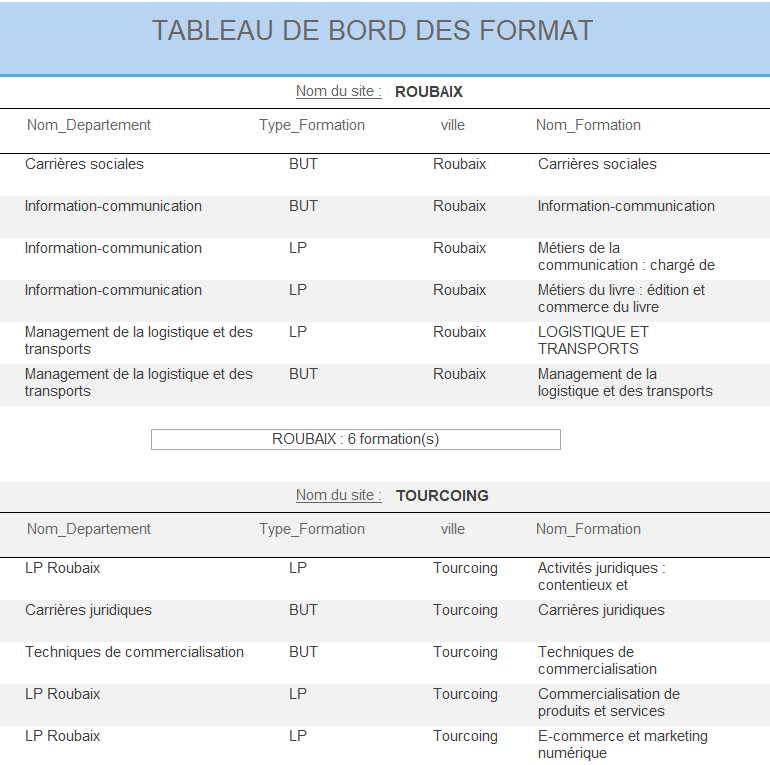 TABLEAU DE BORD DES FORMAT
Nom du site : ROUBAIX
Nom_Departement Type_Formation ville Nom_Formation
Carrières sociales BUT Roubaix Carrières sociales
Information-communication BUT Roubaix Information-communication
Information-communication LP Roubaix Métiers de la
communication : chargé de
Information-communication LP Roubaix Métiers du livre : édition et
commerce du livre
Management de la logistique et des LP Roubaix LOGISTIQUE ET
transports TRANSPORTS
Management de la logistique et des BUT Roubaix Management de la
transports logistique et des transports
ROUBAIX : 6 formation(s)
Nom du site : TOURCOING
Nom_Departement Type_Formation ville Nom_Formation
LP Roubaix LP Tourcoing Activités juridiques :
contentieux et
Carrières juridiques BUT Tourcoing Carrières juridiques
Techniques de commercialisation BUT Tourcoing Techniques de
commercialisation
LP Roubaix LP Tourcoing Commercialisation de
produits et services
LP Roubaix LP Tourcoing E-commerce et marketing
numérique